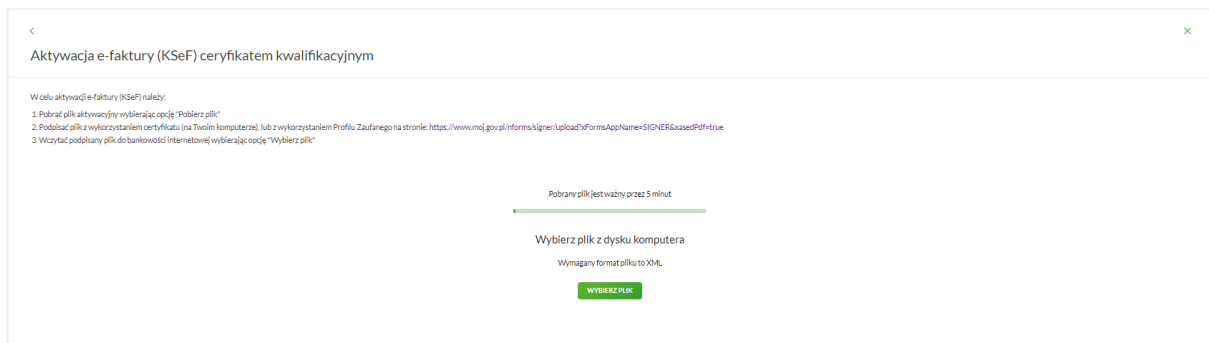 Aktywacja e-faktury (KSeF) ceryfikatem kwalifikacyjnym
W celu aktywacji e-faktury (KSeF) należy:
1. Pobrać plik aktywacyjny wybierając opcję "Pobierz plik"
2. Podpisać plik z wykorzystaniem certyfikatu (na Twoim komputerze), lub z wykorzystaniem Profilu Zaufanego na stronie: https://www.moj.gov.pl/nforms/signer/upload?xFormsAppName=SIGNER&xasedPdf=true
3. Wczytać podpisany plik do bankowości internetowej wybierając opcję "Wybierz plik"
Pobrany plik jest ważny przez 5 minut
Wybierz plik z dysku komputera
Wymagany format pliku to XML
WYBIERZ PLIK